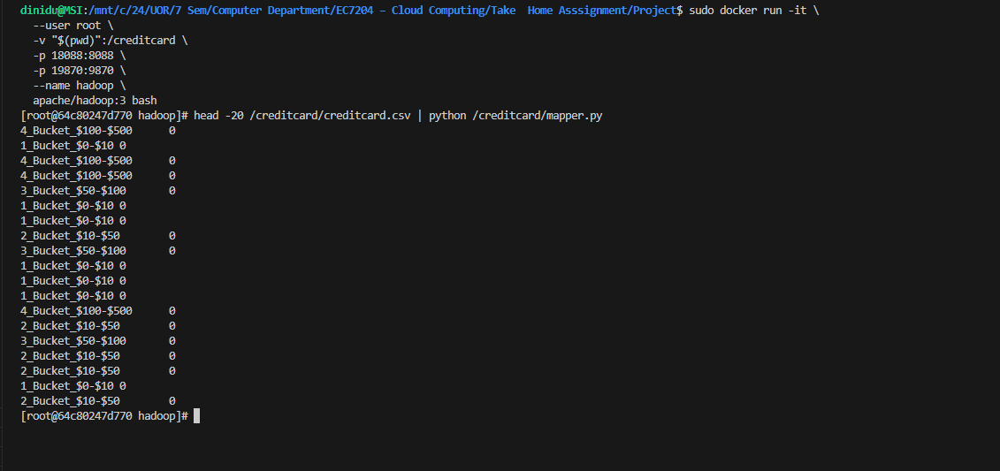 dinidu@MSI:/mnt/c/24/UOR/7 Sem/Computer Department/EC7204 – Cloud Computing/Take  Home Asssignment/Project$ sudo docker run -it \
  --user root \
  -v "$(pwd)":/creditcard \
  -p 18088:8088 \
  -p 19870:9870 \
  --name hadoop \
  apache/hadoop:3 bash
[root@64c80247d770 hadoop]# head -20 /creditcard/creditcard.csv | python /creditcard/mapper.py
4_Bucket_$100-$500      0
1_Bucket_$0-$10 0
4_Bucket_$100-$500      0
4_Bucket_$100-$500      0
3_Bucket_$50-$100       0
1_Bucket_$0-$10 0
1_Bucket_$0-$10 0
2_Bucket_$10-$50        0
3_Bucket_$50-$100       0
1_Bucket_$0-$10 0
1_Bucket_$0-$10 0
1_Bucket_$0-$10 0
4_Bucket_$100-$500      0
2_Bucket_$10-$50        0
3_Bucket_$50-$100       0
2_Bucket_$10-$50        0
2_Bucket_$10-$50        0
1_Bucket_$0-$10 0
2_Bucket_$10-$50        0
[root@64c80247d770 hadoop]#